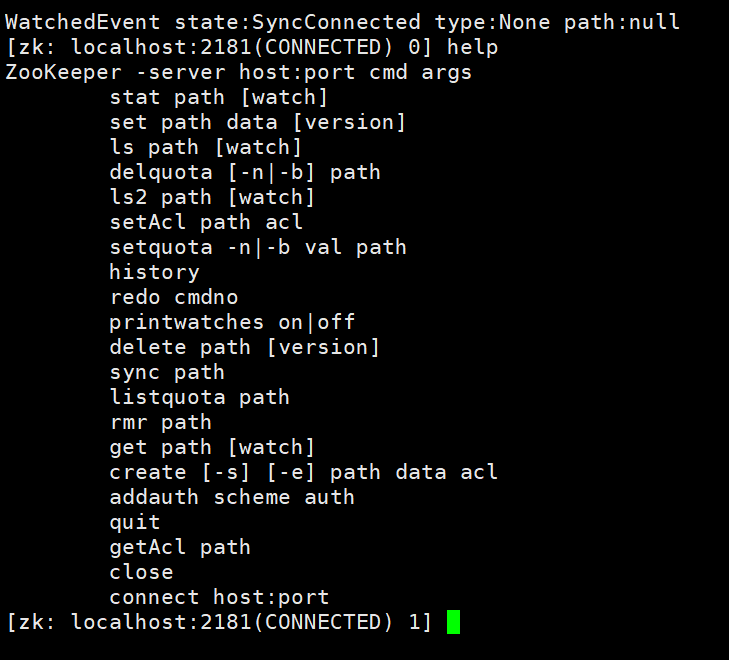 WatchedEvent state:SyncConnected type:None path:null
[zk: localhost:2181(CONNECTED) 0] help
ZooKeeper -server host:port cmd args
        stat path [watch]
        set path data [version]
        ls path [watch]
        delquota [-n|-b] path
        ls2 path [watch]
        setAcl path acl
        setquota -n|-b val path
        history
        redo cmdno
        printwatches on|off
        delete path [version]
        sync path
        listquota path
        rmr path
        get path [watch]
        create [-s] [-e] path data acl
        addauth scheme auth
        quit
        getAcl path
        close
        connect host:port
[zk: localhost:2181(CONNECTED) 1]